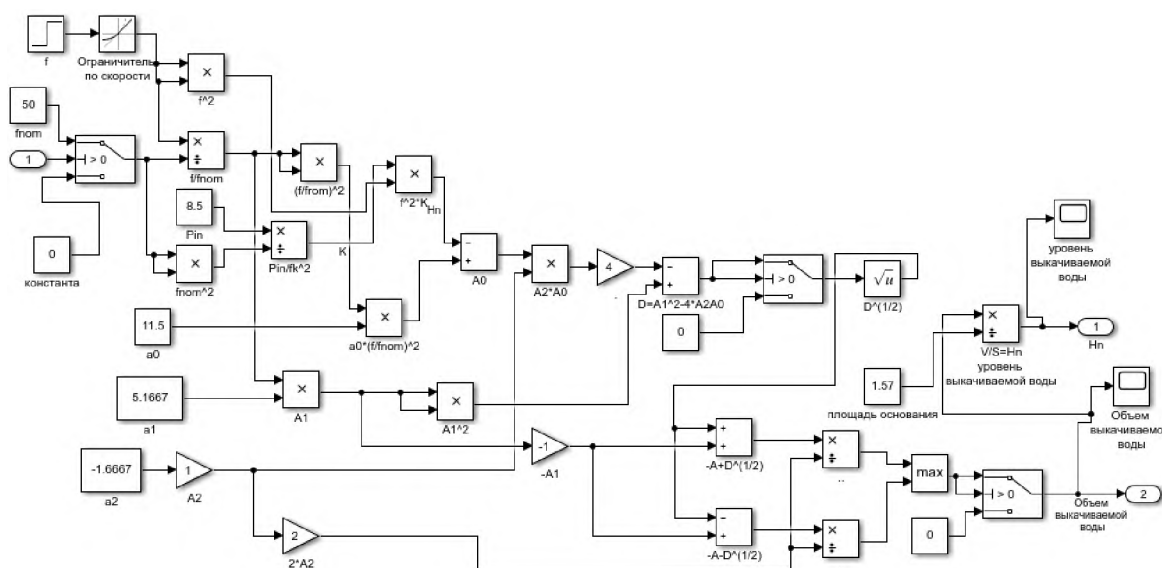 f
Ограничитель
по скорости
×
f^2
50
fnom
1
> 0
×
÷
f/fnom
×
(f/from)^2
×
f^2*K
Hn
8.5
Pin
×
÷
Pin/fk^2
K
0
константа
×
fnom^2
−
+
A0
×
A2*A0
4
−
+
D=A1^2-4*A2A0
> 0
0
√u
D^(1/2)
уровень
выкачиваемой
воды
×
÷
V/S=Hn
уровень
выкачиваемой воды
1
Hn
11.5
a0
×
a0*(f/fnom)^2
5.1667
a1
×
A1
×
A1^2
1.57
площадь основания
Объем
выкачиваемо
воды
-1
-A1
+
+
-A+D^(1/2)
×
÷
..
-1.6667
a2
1
A2
max
> 0
Объем
выкачиваемой
воды
2
−
+
-A-D^(1/2)
×
÷
0
2
2*A2